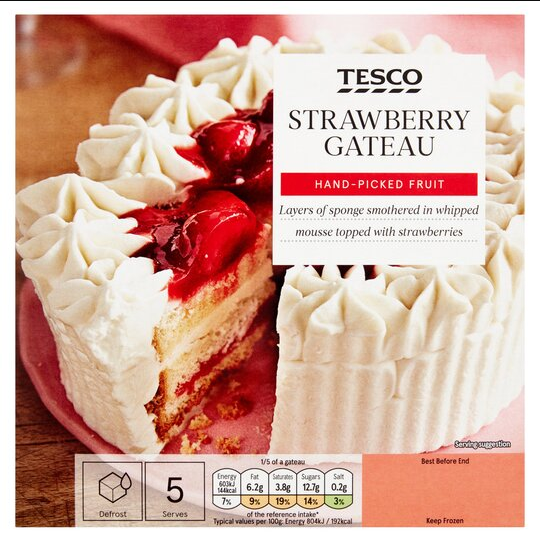 TESCO
STRAWBERRY
GATEAU
HAND-PICKED FRUIT
Layers of sponge smothered in whipped
mousse topped with strawberries
Serving suggestion
1/5 of a gateau
Energy Fat Saturates Sugars Salt
603kJ
144kcal 6.2g 3.8g 12.7g 0.2g
7% 9% 19% 14% 3%
of the reference intake*
Typical values per 100g: Energy 804kJ / 192kcal
Defrost
5
Serves
Best Before End
Keep Frozen